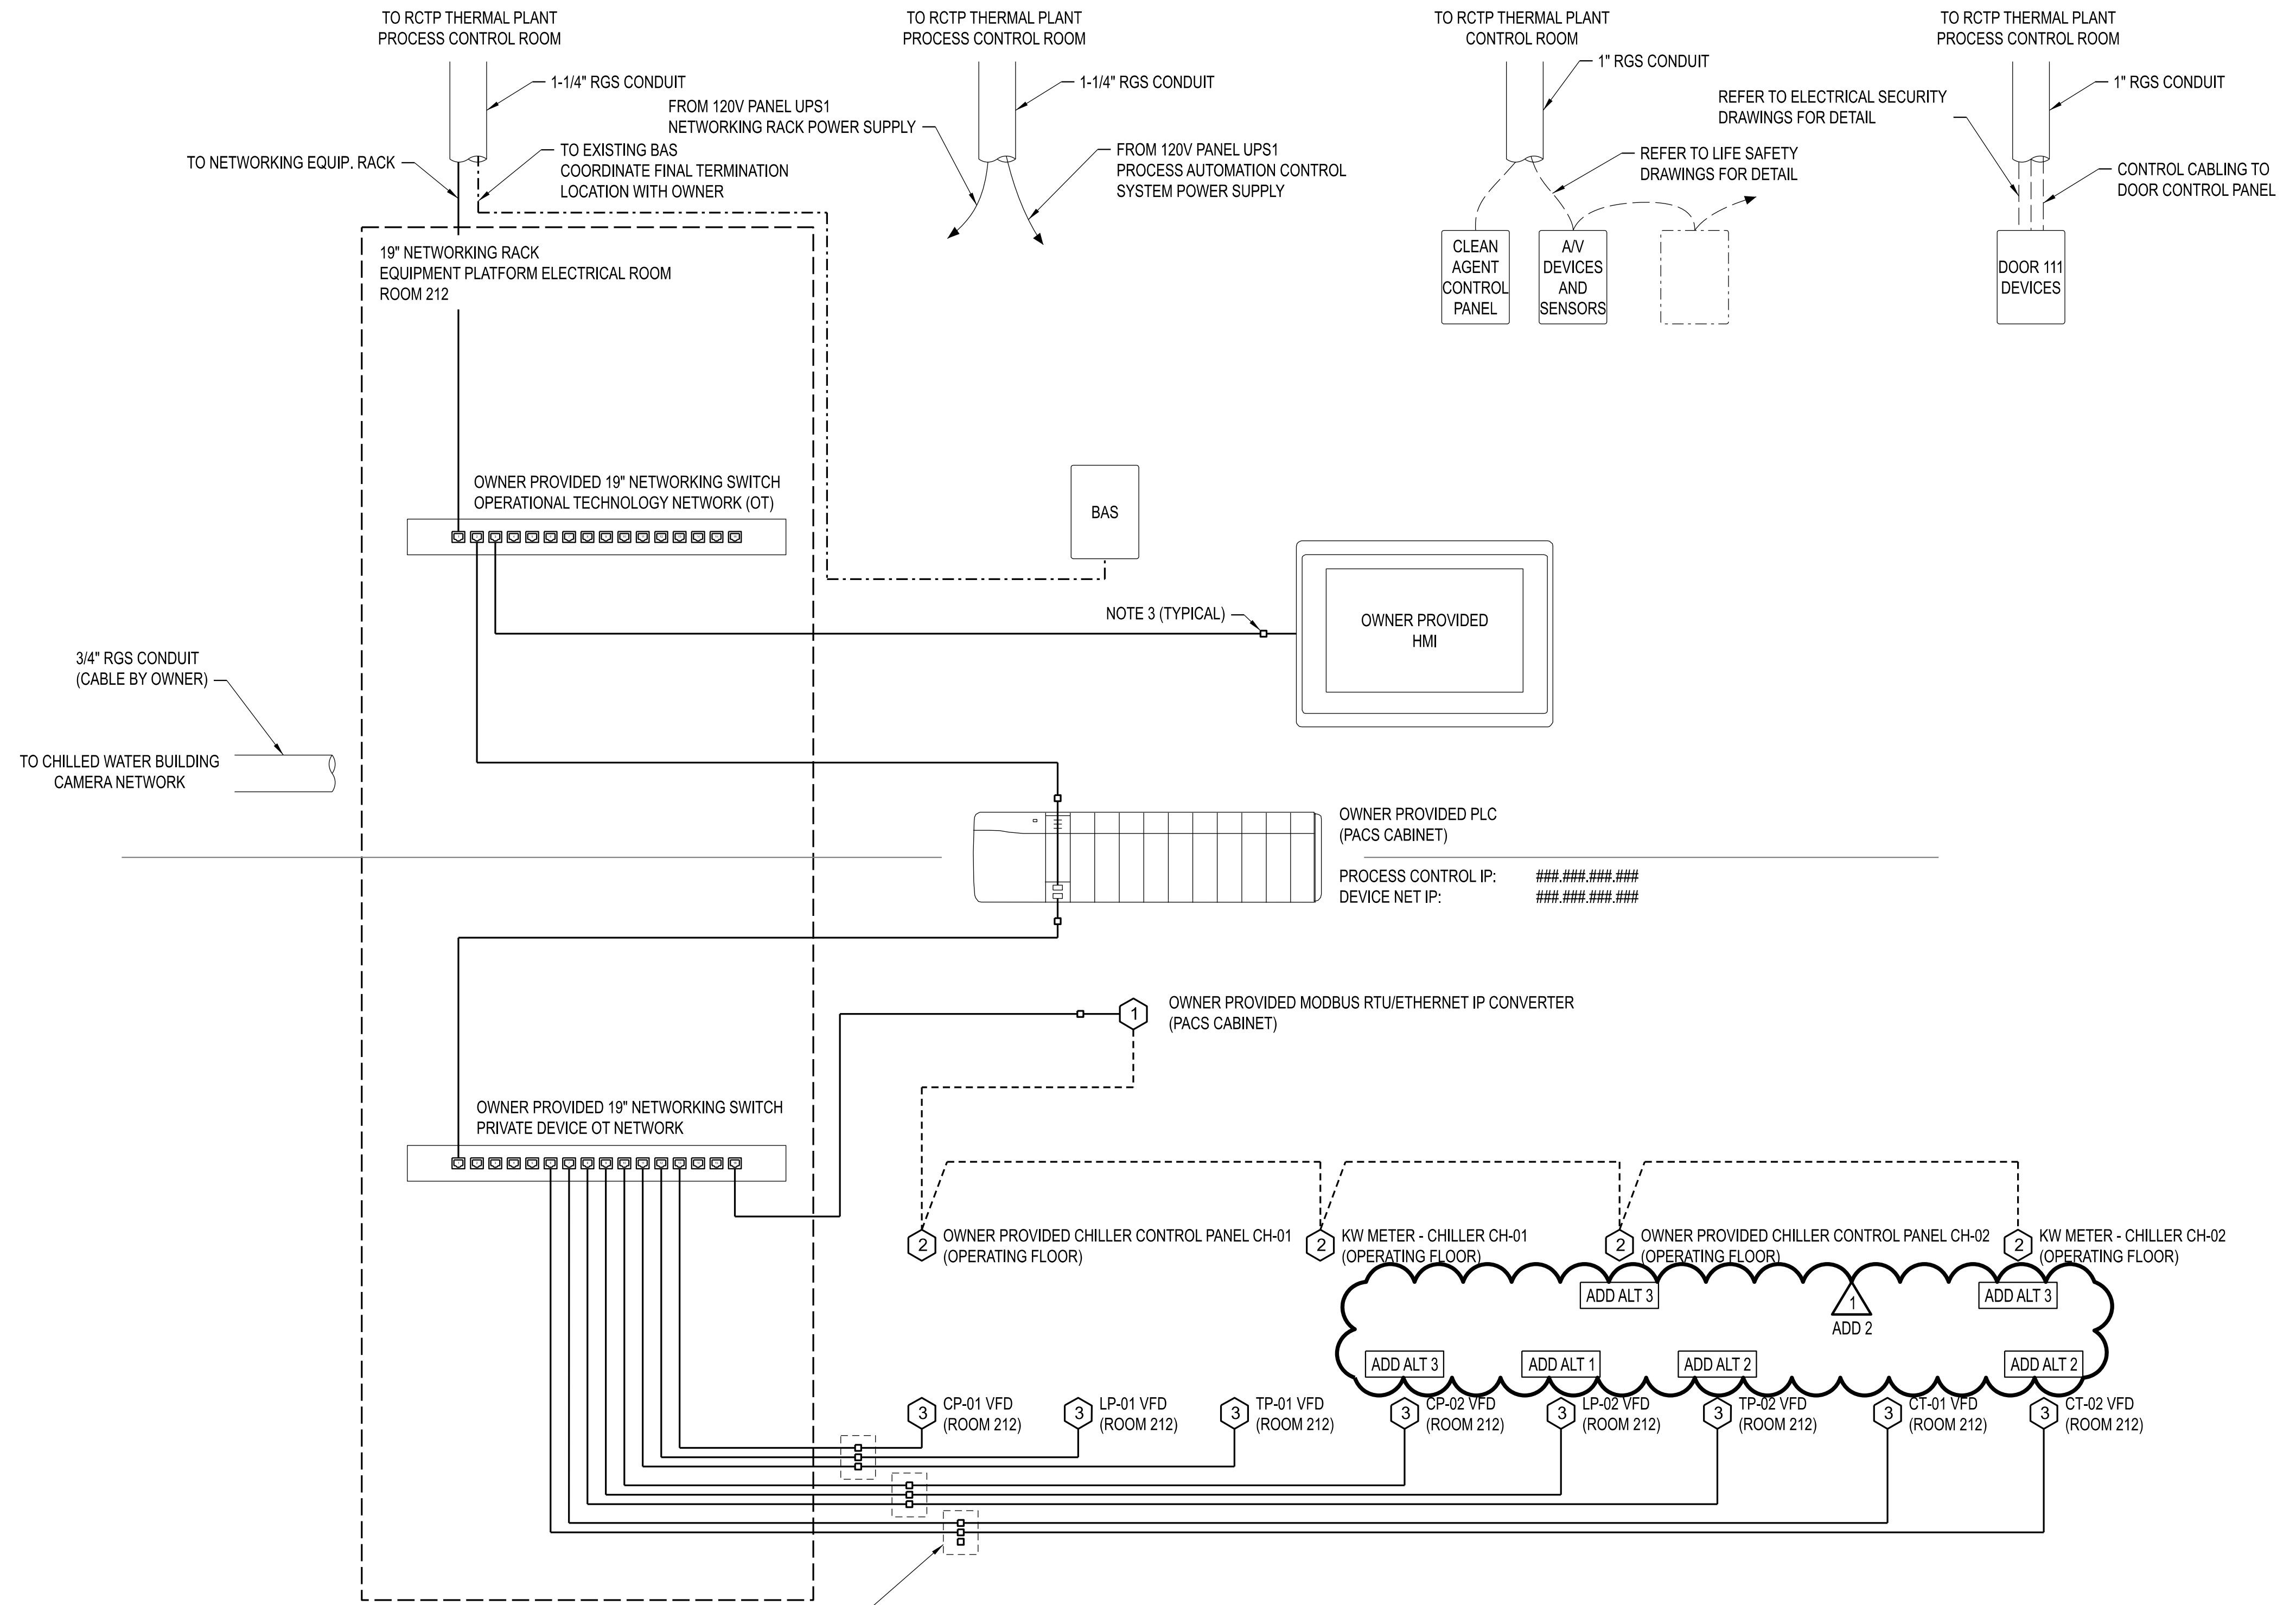 TO RCTP THERMAL PLANT
PROCESS CONTROL ROOM
1-1/4" RGS CONDUIT
TO NETWORKING EQUIP. RACK
TO EXISTING BAS
COORDINATE FINAL TERMINATION
LOCATION WITH OWNER
TO RCTP THERMAL PLANT
PROCESS CONTROL ROOM
1-1/4" RGS CONDUIT
FROM 120V PANEL UPS1
NETWORKING RACK POWER SUPPLY
FROM 120V PANEL UPS1
PROCESS AUTOMATION CONTROL
SYSTEM POWER SUPPLY
TO RCTP THERMAL PLANT
CONTROL ROOM
1" RGS CONDUIT
REFER TO LIFE SAFETY
DRAWINGS FOR DETAIL
CLEAN
AGENT
CONTROL
PANEL
A/V
DEVICES
AND
SENSORS
TO RCTP THERMAL PLANT
PROCESS CONTROL ROOM
1" RGS CONDUIT
REFER TO ELECTRICAL SECURITY
DRAWINGS FOR DETAIL
CONTROL CABLING TO
DOOR CONTROL PANEL
DOOR 111
DEVICES
19" NETWORKING RACK
EQUIPMENT PLATFORM ELECTRICAL ROOM
ROOM 212
OWNER PROVIDED 19" NETWORKING SWITCH
OPERATIONAL TECHNOLOGY NETWORK (OT)
BAS
NOTE 3 (TYPICAL)
OWNER PROVIDED
HMI
3/4" RGS CONDUIT
(CABLE BY OWNER)
TO CHILLED WATER BUILDING
CAMERA NETWORK
OWNER PROVIDED PLC
(PACS CABINET)
PROCESS CONTROL IP: ###.###.###.###
DEVICE NET IP: ###.###.###.###
1
OWNER PROVIDED MODBUS RTU/ETHERNET IP CONVERTER
(PACS CABINET)
OWNER PROVIDED 19" NETWORKING SWITCH
PRIVATE DEVICE OT NETWORK
2
OWNER PROVIDED CHILLER CONTROL PANEL CH-01
(OPERATING FLOOR)
2
KW METER - CHILLER CH-01
(OPERATING FLOOR)
2
OWNER PROVIDED CHILLER CONTROL PANEL CH-02
(OPERATING FLOOR)
2
KW METER - CHILLER CH-02
(OPERATING FLOOR)
ADD ALT 3
1
ADD 2
ADD ALT 3
ADD ALT 3
ADD ALT 1
ADD ALT 2
ADD ALT 2
3
CP-01 VFD
(ROOM 212)
3
LP-01 VFD
(ROOM 212)
3
TP-01 VFD
(ROOM 212)
3
CP-02 VFD
(ROOM 212)
3
LP-02 VFD
(ROOM 212)
3
TP-02 VFD
(ROOM 212)
3
CT-01 VFD
(ROOM 212)
3
CT-02 VFD
(ROOM 212)